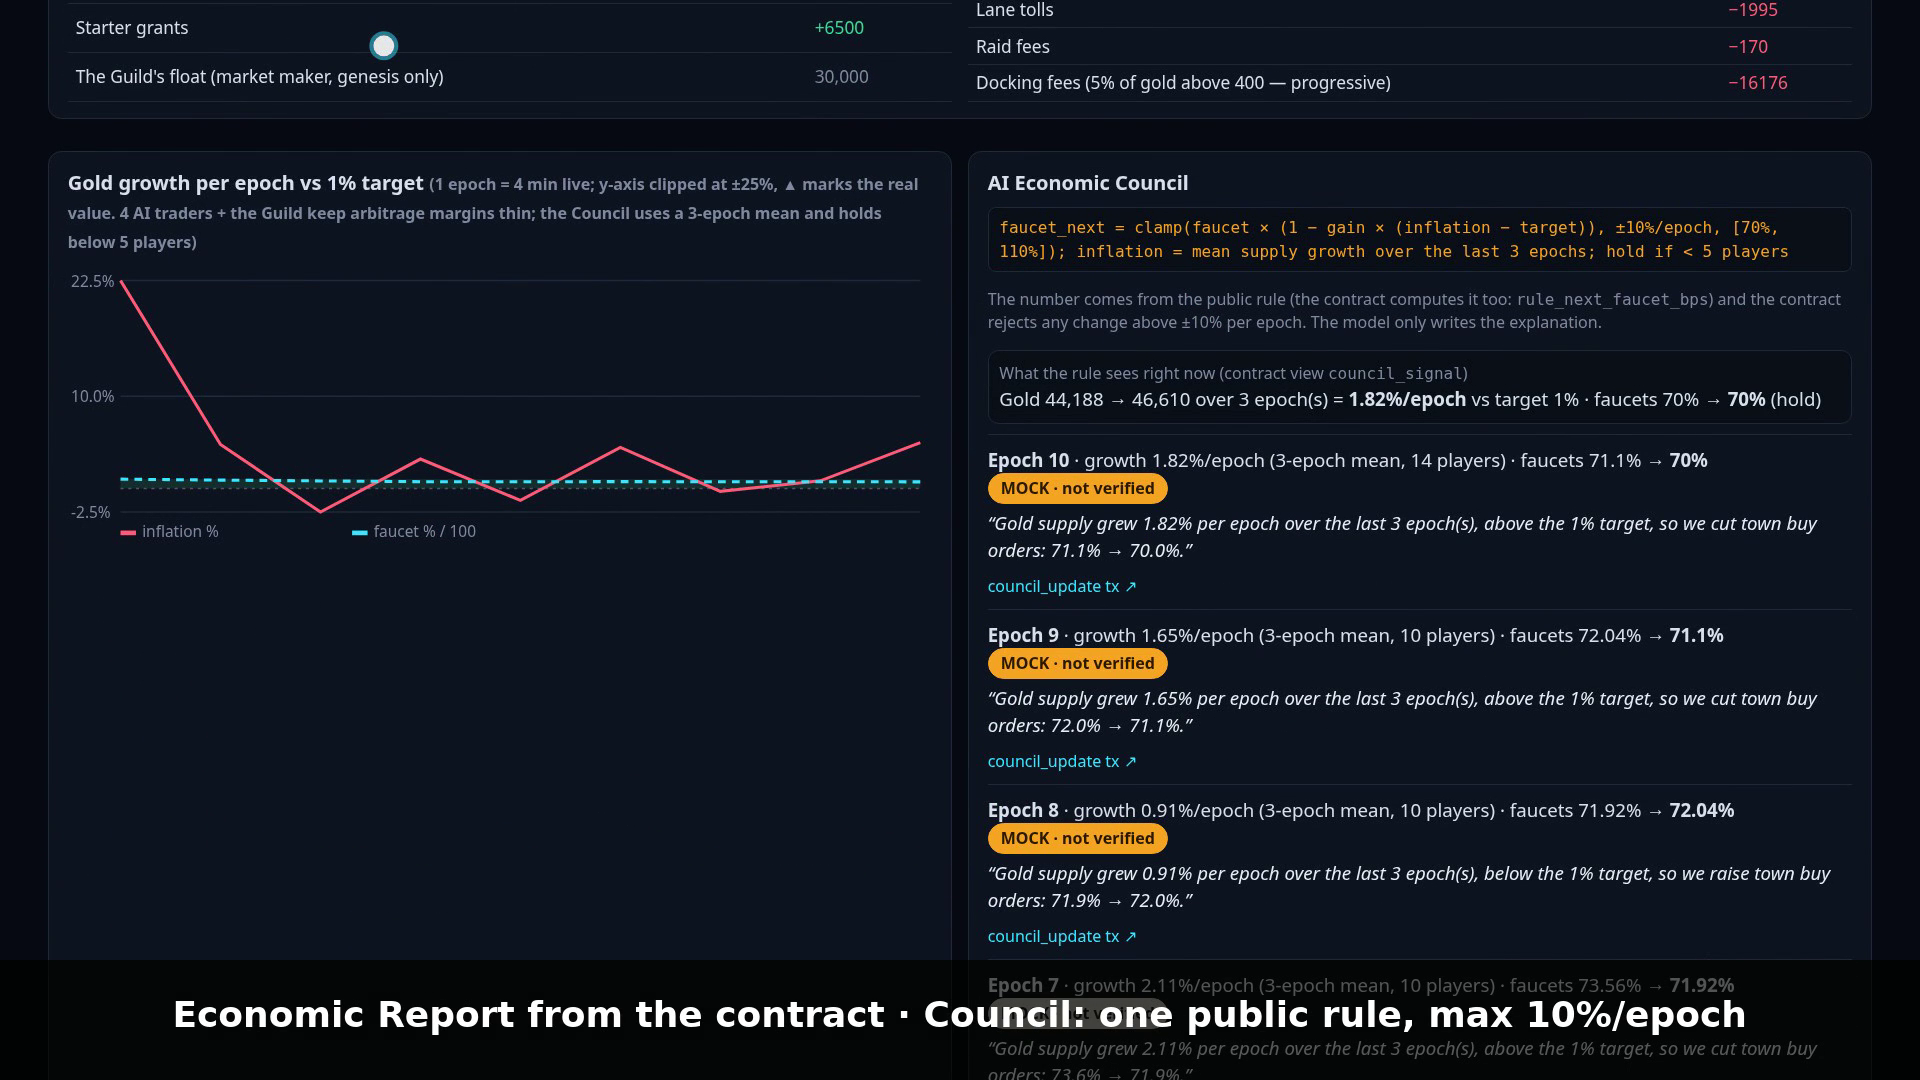 Starter grants +6500
The Guild's float (market maker, genesis only) 30,000
Lane tolls −1995
Raid fees −170
Docking fees (5% of gold above 400 — progressive) −16176
Gold growth per epoch vs 1% target (1 epoch = 4 min live; y-axis clipped at ±25%, ▲ marks the real
value. 4 AI traders + the Guild keep arbitrage margins thin; the Council uses a 3-epoch mean and holds
below 5 players)
22.5%
10.0%
-2.5%
inflation % faucet % / 100
AI Economic Council
faucet_next = clamp(faucet × (1 − gain × (inflation − target)), ±10%/epoch, [70%,
110%]); inflation = mean supply growth over the last 3 epochs; hold if < 5 players
The number comes from the public rule (the contract computes it too: rule_next_faucet_bps) and the contract
rejects any change above ±10% per epoch. The model only writes the explanation.
What the rule sees right now (contract view council_signal)
Gold 44,188 → 46,610 over 3 epoch(s) = 1.82%/epoch vs target 1% · faucets 70% → 70% (hold)
Epoch 10 · growth 1.82%/epoch (3-epoch mean, 14 players) · faucets 71.1% → 70%
MOCK · not verified
“Gold supply grew 1.82% per epoch over the last 3 epoch(s), above the 1% target, so we cut town buy
orders: 71.1% → 70.0%.”
council_update tx ↗
Epoch 9 · growth 1.65%/epoch (3-epoch mean, 10 players) · faucets 72.04% → 71.1%
MOCK · not verified
“Gold supply grew 1.65% per epoch over the last 3 epoch(s), above the 1% target, so we cut town buy
orders: 72.0% → 71.1%.”
council_update tx ↗
Epoch 8 · growth 0.91%/epoch (3-epoch mean, 10 players) · faucets 71.92% → 72.04%
MOCK · not verified
“Gold supply grew 0.91% per epoch over the last 3 epoch(s), below the 1% target, so we raise town buy
orders: 71.9% → 72.0%.”
council_update tx ↗
Epoch 7 · growth 2.11%/epoch (3-epoch mean, 10 players) · faucets 73.56% → 71.92%
“Gold supply grew 2.11% per epoch over the last 3 epoch(s), above the 1% target, so we cut town buy
orders: 73.6% → 71.9%.”
Economic Report from the contract · Council: one public rule, max 10%/epoch